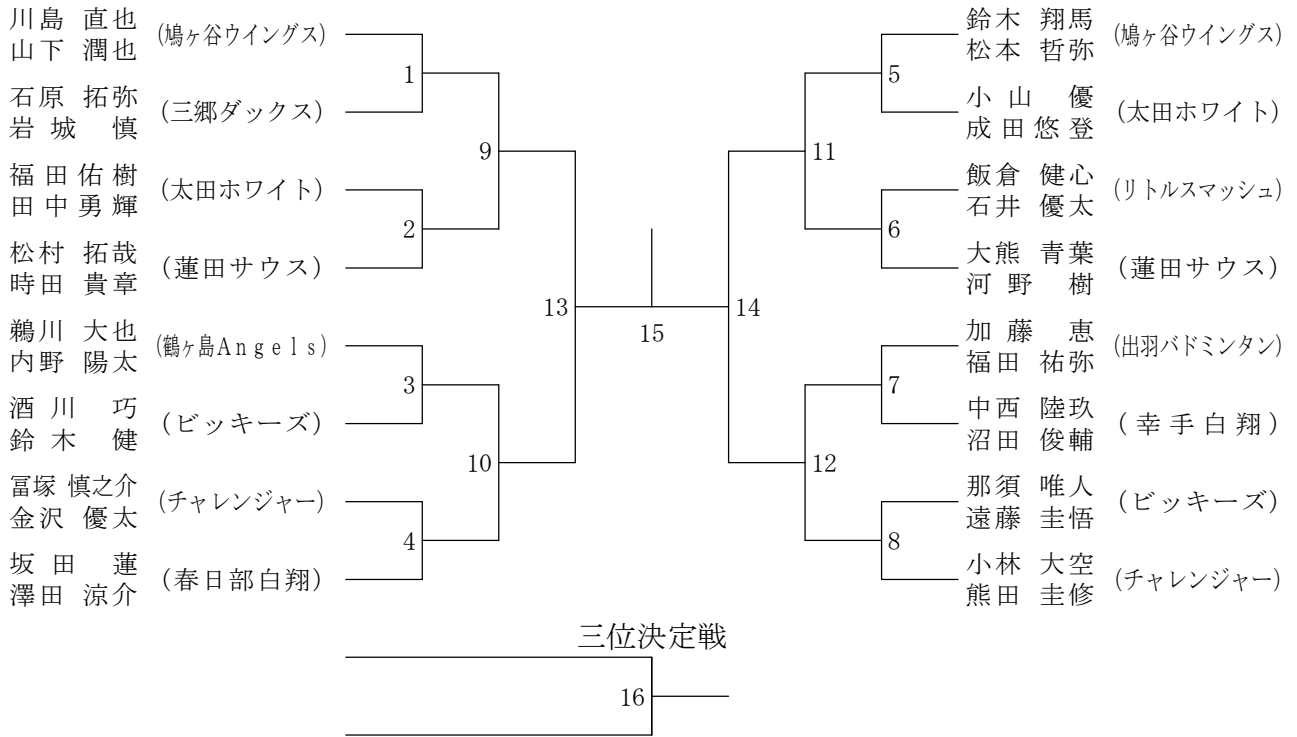 川島 直也
山下 潤也
(鳩ヶ谷ウイングス)
1
石原 拓弥
岩城 慎
(三郷ダックス)
9
福田佑樹
田中勇輝
(太田ホワイト)
2
松村 拓哉
時田 貴章
(蓮田サウス)
13
鵜川 大也
内野 陽太
(鶴ヶ島Angels)
3
酒川 巧
鈴木 健
(ビッキーズ)
10
冨塚 慎之介
金沢 優太
(チャレンジャー)
4
坂田 蓮
澤田 涼介
(春日部白翔)
15
鈴木 翔馬
松本 哲弥
(鳩ヶ谷ウイングス)
5
小山 優
成田悠登
(太田ホワイト)
11
飯倉 健心
石井 優太
(リトルスマッシュ)
6
大熊 青葉
河野 樹
(蓮田サウス)
14
加藤 恵
福田 祐弥
(出羽バドミンタン)
7
中西 陸玖
沼田 俊輔
(幸手白翔)
12
那須 唯人
遠藤 圭悟
(ビッキーズ)
8
小林 大空
熊田 圭修
(チャレンジャー)
三位決定戦
16